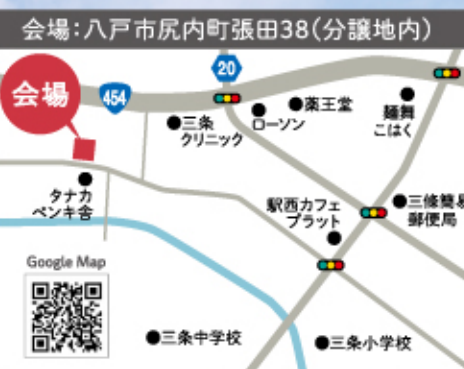 会場:八戸市尻内町張田38(分譲地内)
20
会場
454
薬王堂
三条
クリニック
ローソン
麺舞
こはく
タナカ
ペンキ舎
駅西カフェ
プラット
三條簡易
郵便局
Google Map
三条中学校
三条小学校